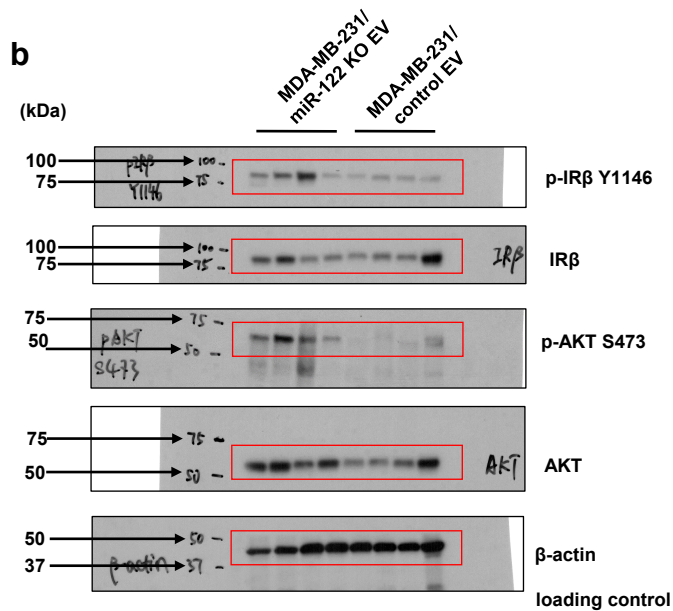 b
(kDa)
MDA-MB-231/
miR-122 KO EV
MDA-MB-231/
control EV
100
75
pIRβ
Y1146
100
75
p-IRβ Y1146
100
75
100
75
IRβ
IRβ
75
50
pAKT
S473
75
50
p-AKT S473
75
50
75
50
AKT
AKT
50
37
β-actin
50
37
β-actin
loading control